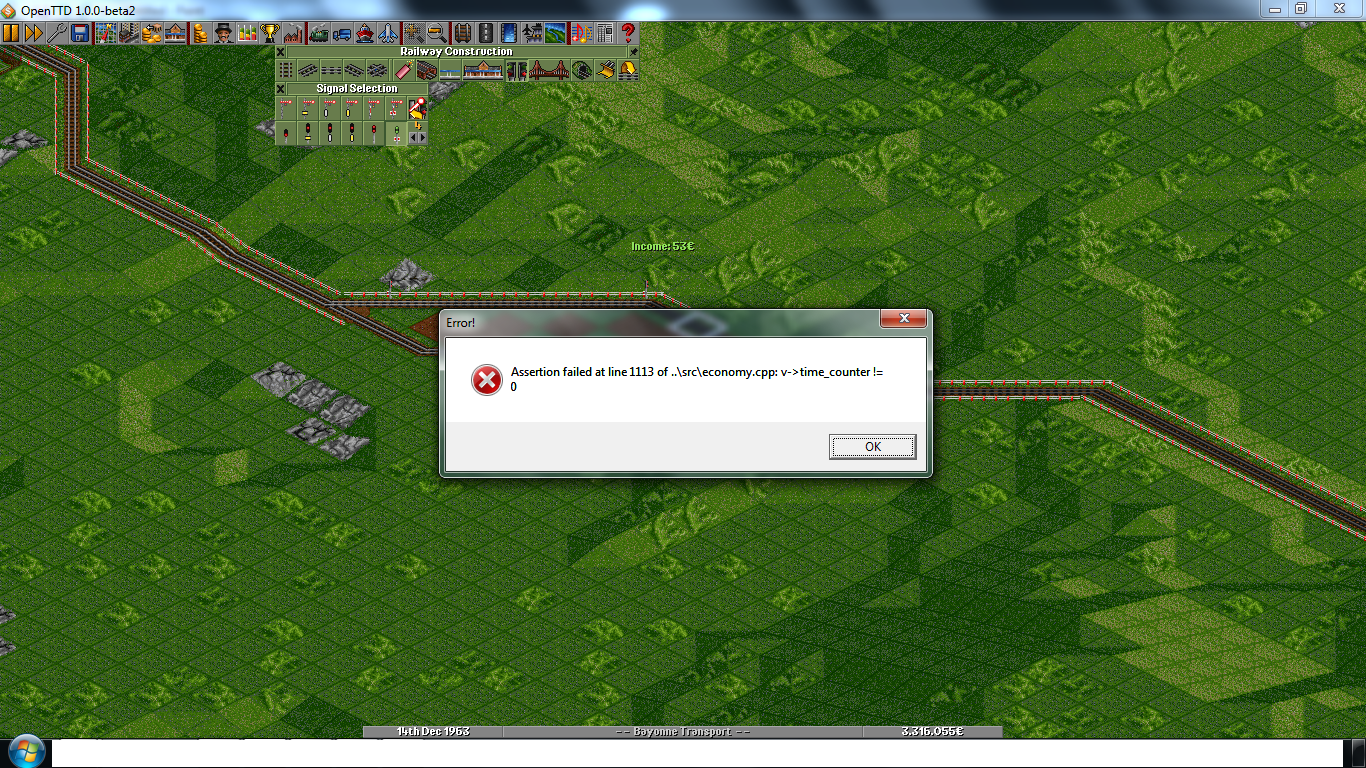 OpenTTD 1.0.0-beta2
Railway Construction
Signal Selection
Income: 53€
Error!
Assertion failed at line 1113 of ..\src\economy.cpp: v->time_counter !=
0
OK
14th Dec 1963
-- Bayonne Transport --
3.316.055€